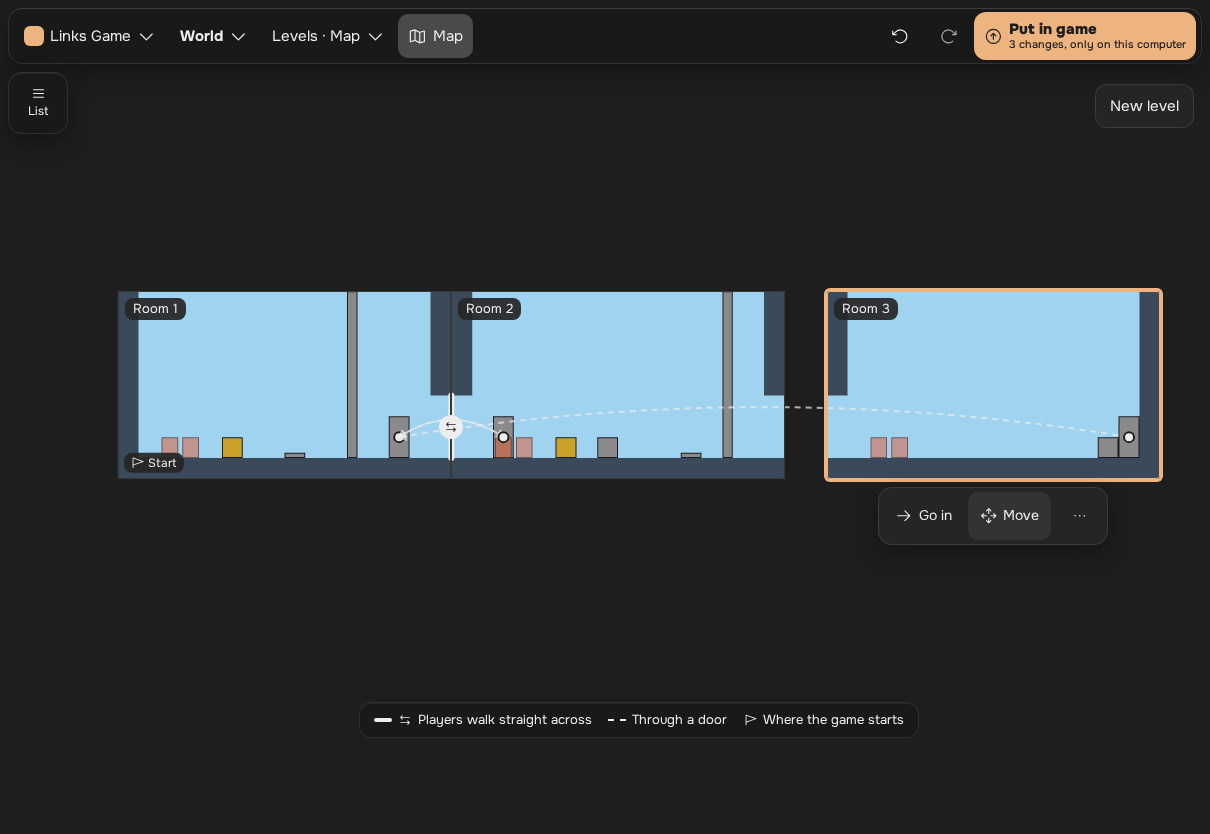 Links Game
World
Levels · Map
Map
Put in game
3 changes, only on this computer
List
New level
Room 1
Room 2
Room 3
Start
Go in
Move
Players walk straight across
Through a door
Where the game starts